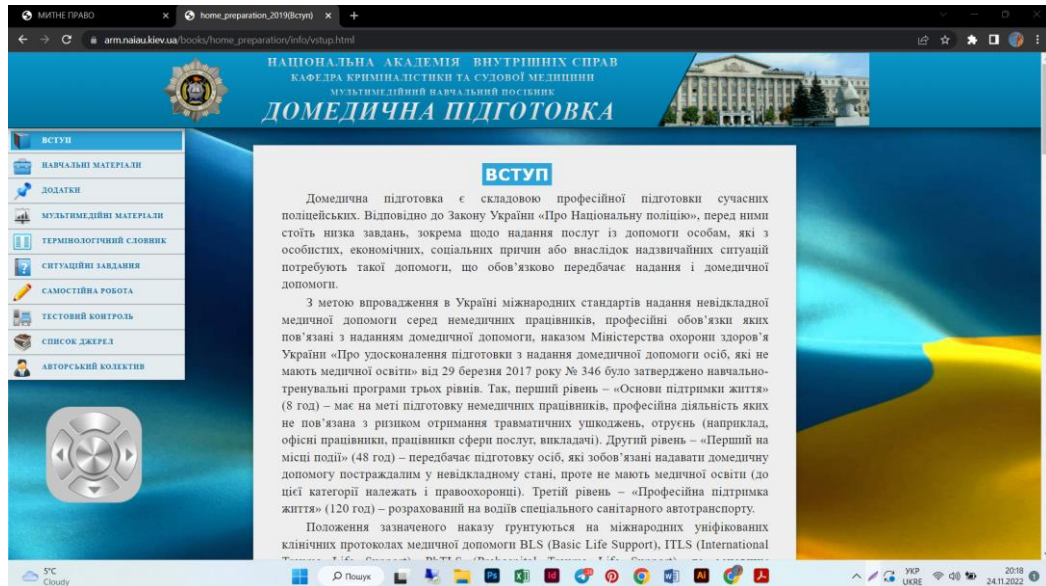 МИТНЕ ПРАВО
home_preparation_2019(Вступ)
arm.naiau.kiev.ua/books/home_preparation/info/vstup.html
НАЦІОНАЛЬНА АКАДЕМІЯ ВНУТРІШНІХ СПРАВ
КАФЕДРА КРИМІНАЛІСТИКИ ТА СУДОВОЇ МЕДИЦИНИ
МУЛЬТИМЕДІЙНИЙ НАВЧАЛЬНИЙ ПОСІБНИК
ДОМЕДИЧНА ПІДГОТОВКА
ВСТУП
НАВЧАЛЬНІ МАТЕРІАЛИ
ДОДАТКИ
МУЛЬТИМЕДІЙНІ МАТЕРІАЛИ
ТЕРМІНОЛОГІЧНИЙ СЛОВНИК
СИТУАЦІЙНІ ЗАВДАННЯ
САМОСТІЙНА РОБОТА
ТЕСТОВИЙ КОНТРОЛЬ
СПИСОК ДЖЕРЕЛ
АВТОРСЬКИЙ КОЛЕКТИВ
ВСТУП
Домедична підготовка є складовою професійної підготовки сучасних
поліцейських. Відповідно до Закону України «Про Національну поліцію», перед ними
стоїть низка завдань, зокрема щодо надання послуг із допомоги особам, які з
особистих, економічних, соціальних причин або внаслідок надзвичайних ситуацій
потребують такої допомоги, що обов’язково передбачає надання і домедичної
допомоги.
З метою впровадження в Україні міжнародних стандартів надання невідкладної
медичної допомоги серед немедичних працівників, професійні обов’язки яких
пов’язані з наданням домедичної допомоги, наказом Міністерства охорони здоров’я
України «Про удосконалення підготовки з надання домедичної допомоги осіб, які не
мають медичної освіти» від 29 березня 2017 року № 346 було затверджено навчально-
тренувальні програми трьох рівнів. Так, перший рівень – «Основи підтримки життя»
(8 год) – має на меті підготовку немедичних працівників, професійна діяльність яких
не пов’язана з ризиком отримання травматичних ушкоджень, отруєнь (наприклад,
офісні працівники, працівники сфери послуг, викладачі). Другий рівень – «Перший на
місці події» (48 год) – передбачає підготовку осіб, які зобов’язані надавати домедичну
допомогу постраждалим у невідкладному стані, проте не мають медичної освіти (до
цієї категорії належать і правоохоронці). Третій рівень – «Професійна підтримка
життя» (120 год) – розрахований на водіїв спеціального санітарного автотранспорту.
Положення зазначеного наказу ґрунтуються на міжнародних уніфікованих
клінічних протоколах медичної допомоги BLS (Basic Life Support), ITLS (International
5°C
Cloudy
Пошук
УКР
UKRE
20:18
24.11.2022